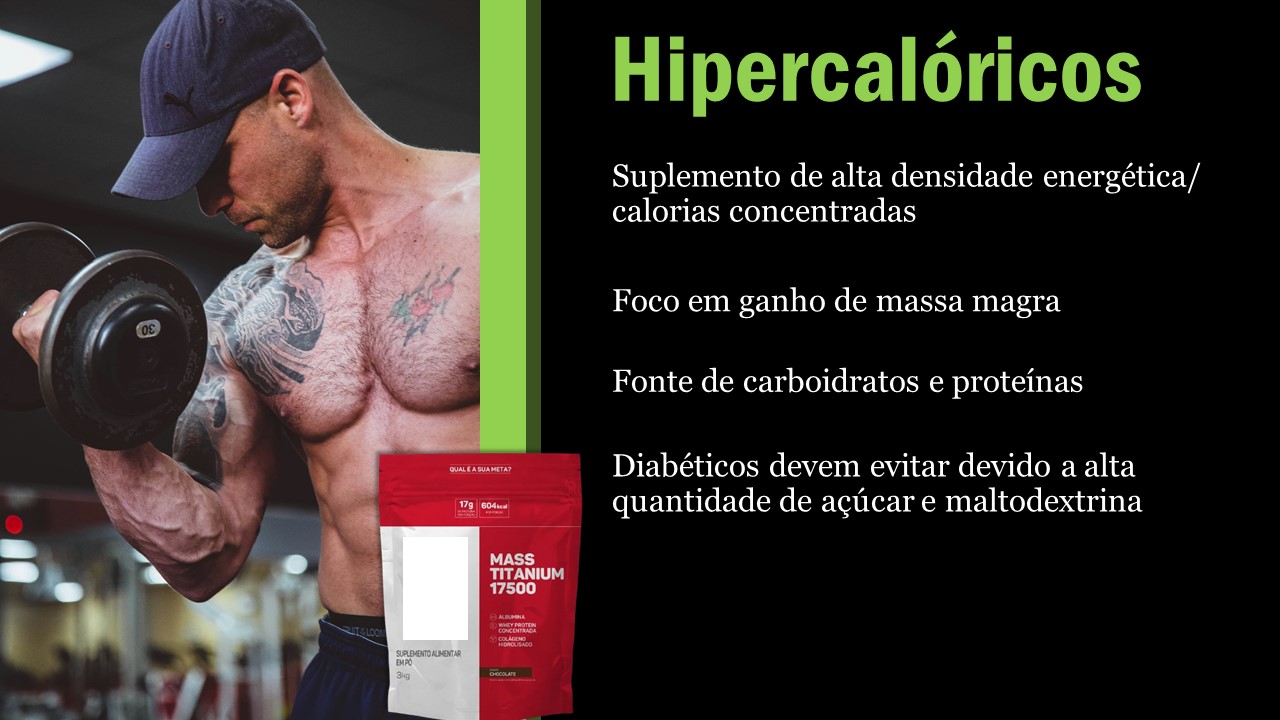 Hipercalóricos
Suplemento de alta densidade energética/
calorias concentradas
Foco em ganho de massa magra
Fonte de carboidratos e proteínas
Diabéticos devem evitar devido a alta
quantidade de açúcar e maltodextrina
30
QUAL É A SUA META?
17g
604kcal
MASS
TITANIUM
17500
ALBUMINA
WHEY PROTEIN
CONCENTRADA
COLÁGENO
HIDROLISADO
SUPLEMENTO ALIMENTAR
EM PÓ
3kg
CHOCOLATE